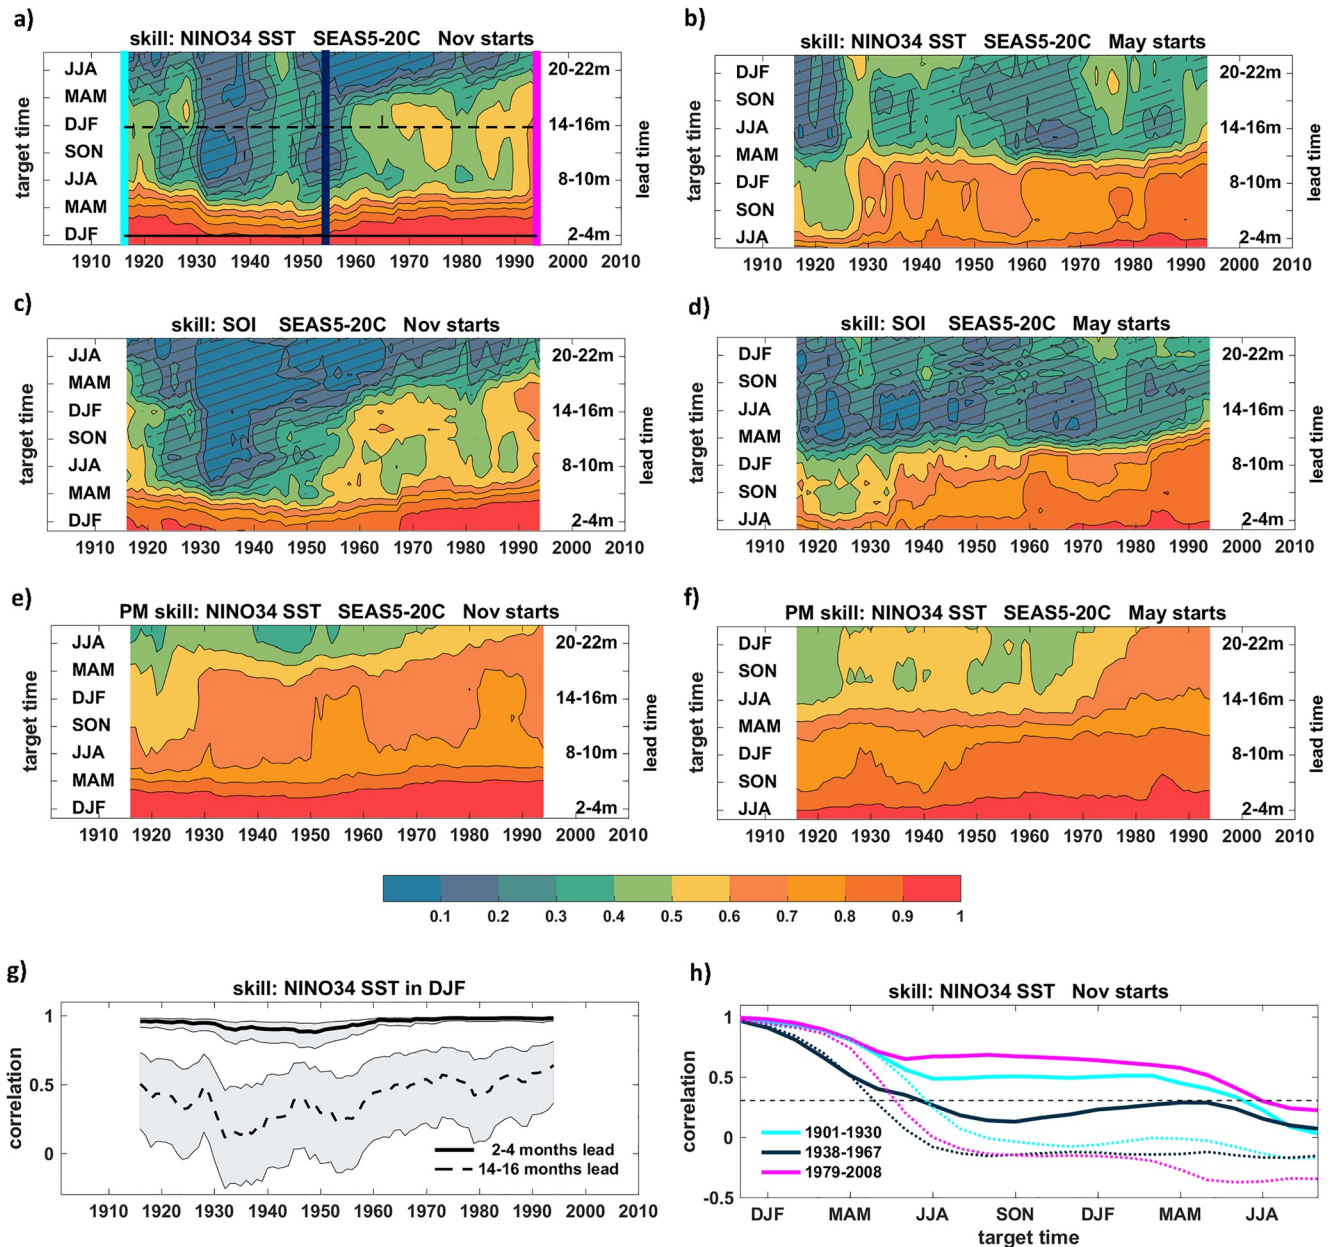 a)
skill: NINO34 SST SEAS5-20C Nov starts
target time
JJA
MAM
DJF
SON
JJA
MAM
DJF
20-22m
14-16m
8-10m
2-4m
lead time
1910 1920 1930 1940 1950 1960 1970 1980 1990 2000 2010
b)
skill: NINO34 SST SEAS5-20C May starts
target time
DJF
SON
JJA
MAM
DJF
SON
JJA
20-22m
14-16m
8-10m
2-4m
lead time
1910 1920 1930 1940 1950 1960 1970 1980 1990 2000 2010
c)
skill: SOI SEAS5-20C Nov starts
target time
JJA
MAM
DJF
SON
JJA
MAM
DJF
20-22m
14-16m
8-10m
2-4m
lead time
1910 1920 1930 1940 1950 1960 1970 1980 1990 2000 2010
d)
skill: SOI SEAS5-20C May starts
target time
DJF
SON
JJA
MAM
DJF
SON
JJA
20-22m
14-16m
8-10m
2-4m
lead time
1910 1920 1930 1940 1950 1960 1970 1980 1990 2000 2010
e)
PM skill: NINO34 SST SEAS5-20C Nov starts
target time
JJA
MAM
DJF
SON
JJA
MAM
DJF
20-22m
14-16m
8-10m
2-4m
lead time
1910 1920 1930 1940 1950 1960 1970 1980 1990 2000 2010
f)
PM skill: NINO34 SST SEAS5-20C May starts
target time
DJF
SON
JJA
MAM
DJF
SON
JJA
20-22m
14-16m
8-10m
2-4m
lead time
1910 1920 1930 1940 1950 1960 1970 1980 1990 2000 2010
0.1 0.2 0.3 0.4 0.5 0.6 0.7 0.8 0.9 1
g)
skill: NINO34 SST in DJF
correlation
1
0.5
0
2-4 months lead
14-16 months lead
1910 1920 1930 1940 1950 1960 1970 1980 1990 2000 2010
h)
skill: NINO34 SST Nov starts
correlation
1
0.5
0
-0.5
1901-1930
1938-1967
1979-2008
DJF MAM JJA SON DJF MAM JJA
target time